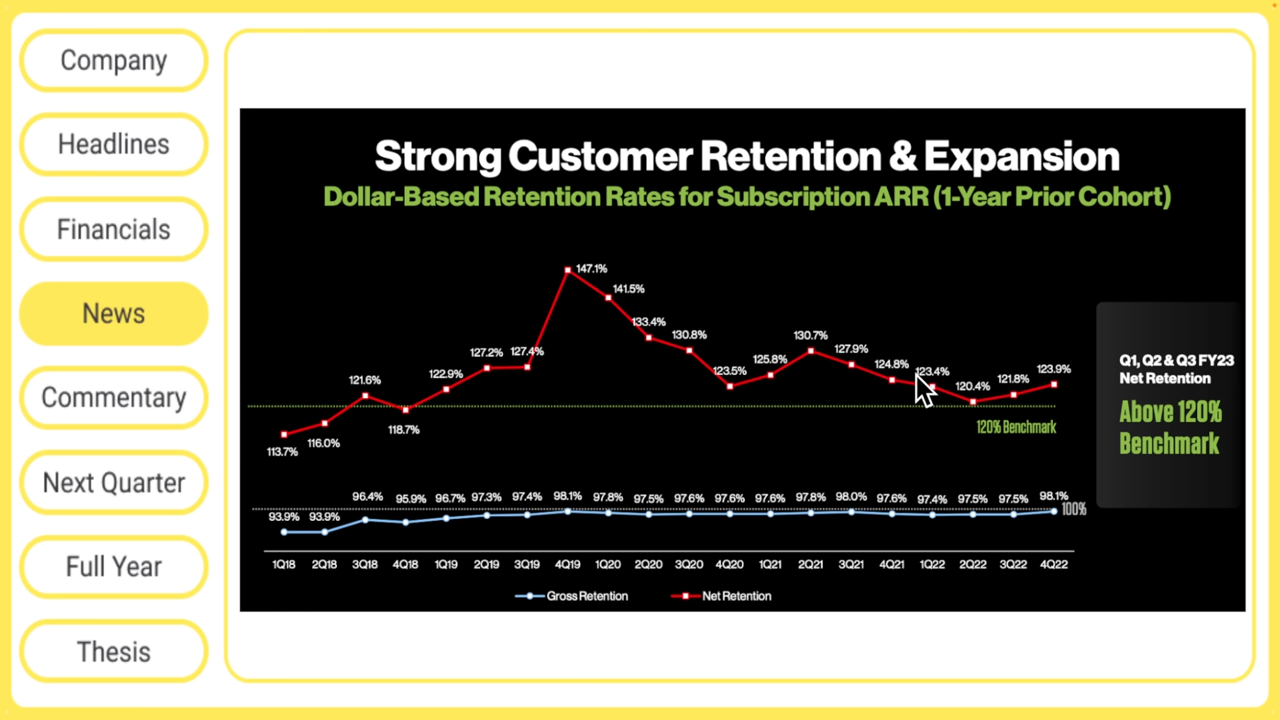 Company
Headlines
Financials
News
Commentary
Next Quarter
Full Year
Thesis
Strong Customer Retention & Expansion
Dollar-Based Retention Rates for Subscription ARR (1-Year Prior Cohort)
113.7% 116.0% 121.6% 118.7% 122.9% 127.2% 127.4% 147.1% 141.5% 133.4% 130.8% 123.5% 125.8% 130.7% 127.9% 124.8% 123.4% 120.4% 121.8% 123.9%
120% Benchmark
93.9% 93.9% 96.4% 95.9% 96.7% 97.3% 97.4% 98.1% 97.8% 97.5% 97.6% 97.6% 97.6% 97.8% 98.0% 97.6% 97.4% 97.5% 97.5% 98.1%
100%
1Q18 2Q18 3Q18 4Q18 1Q19 2Q19 3Q19 4Q19 1Q20 2Q20 3Q20 4Q20 1Q21 2Q21 3Q21 4Q21 1Q22 2Q22 3Q22 4Q22
Gross Retention Net Retention
Q1, Q2 & Q3 FY23
Net Retention
Above 120%
Benchmark